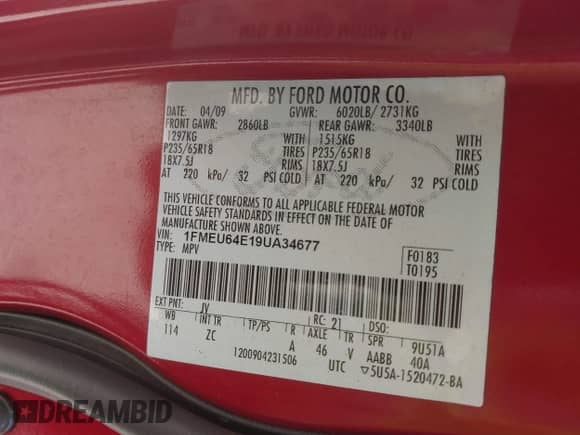 MFD. BY FORD MOTOR CO.
DATE: 04/09 GVWR: 6020LB/ 2731KG
FRONT GAWR: 2860LB REAR GAWR: 3340LB
1297KG WITH 1515KG WITH
P235/65R18 TIRES P235/65R18 TIRES
18X7.5J RIMS 18X7.5J RIMS
AT 220 kPa/ 32 PSI COLD AT 220 kPa/ 32 PSI COLD
THIS VEHICLE CONFORMS TO ALL APPLICABLE FEDERAL MOTOR
VEHICLE SAFETY STANDARDS IN EFFECT ON THE DATE OF
MANUFACTURE SHOWN ABOVE.
VIN: 1FMEU64E19UA34677 F0183
TYPE: MPV T0195
EXT PNT: JV RC: 21 DSO:
WB INT TR TP/PS R AXLE TR SPR 9U51A
114 ZC A 46 V AABB 40A
1200904231506 UTC ▽5U5A-1520472-BA
DREAMBID.COM